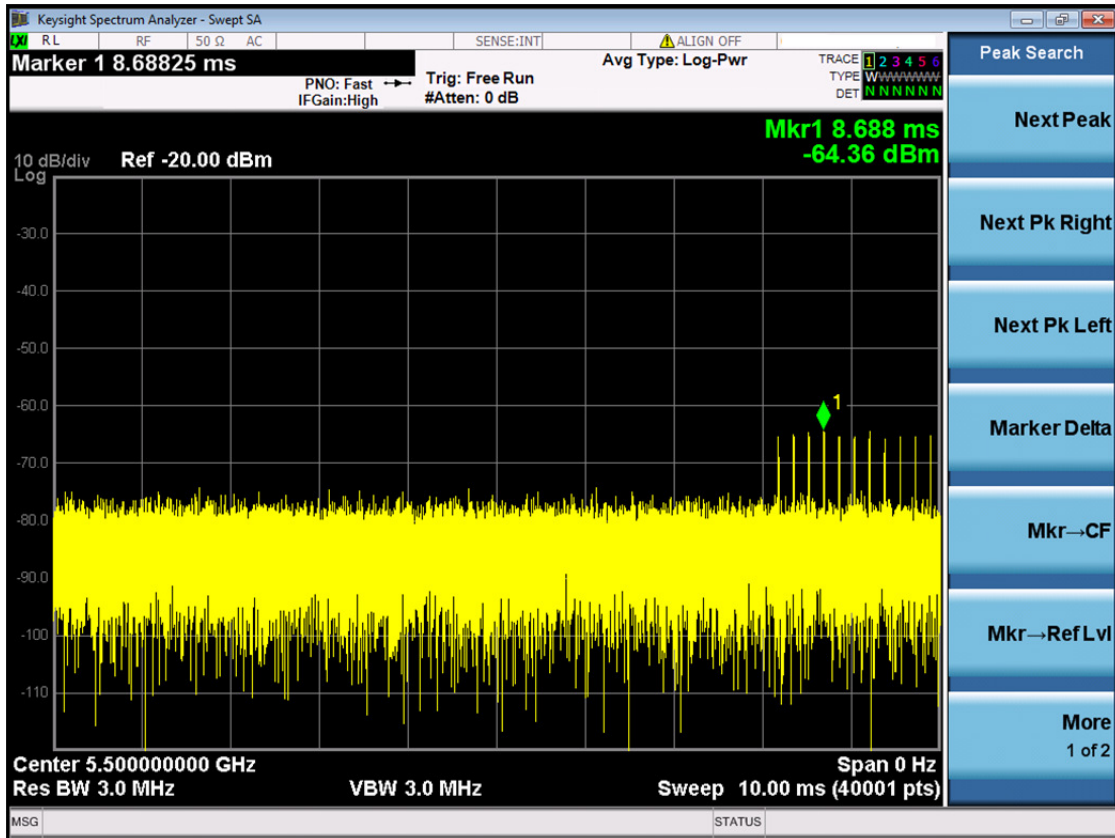 Keysight Spectrum Analyzer - Swept SA
LXI RL RF 50 Ω AC SENSE:INT ALIGN OFF
Marker 1 8.68825 ms
PNO: Fast
IFGain:High
Trig: Free Run
#Atten: 0 dB
Avg Type: Log-Pwr
TRACE 1 2 3 4 5 6
TYPE WWWWWW
DET N N N N N N
Mkr1 8.688 ms
-64.36 dBm
10 dB/div Ref -20.00 dBm
Log
-30.0
-40.0
-50.0
-60.0
-70.0
-80.0
-90.0
-100
-110
1
Center 5.500000000 GHz
Span 0 Hz
Res BW 3.0 MHz
VBW 3.0 MHz
Sweep 10.00 ms (40001 pts)
MSG
STATUS
Peak Search
Next Peak
Next Pk Right
Next Pk Left
Marker Delta
Mkr→CF
Mkr→Ref Lvl
More
1 of 2